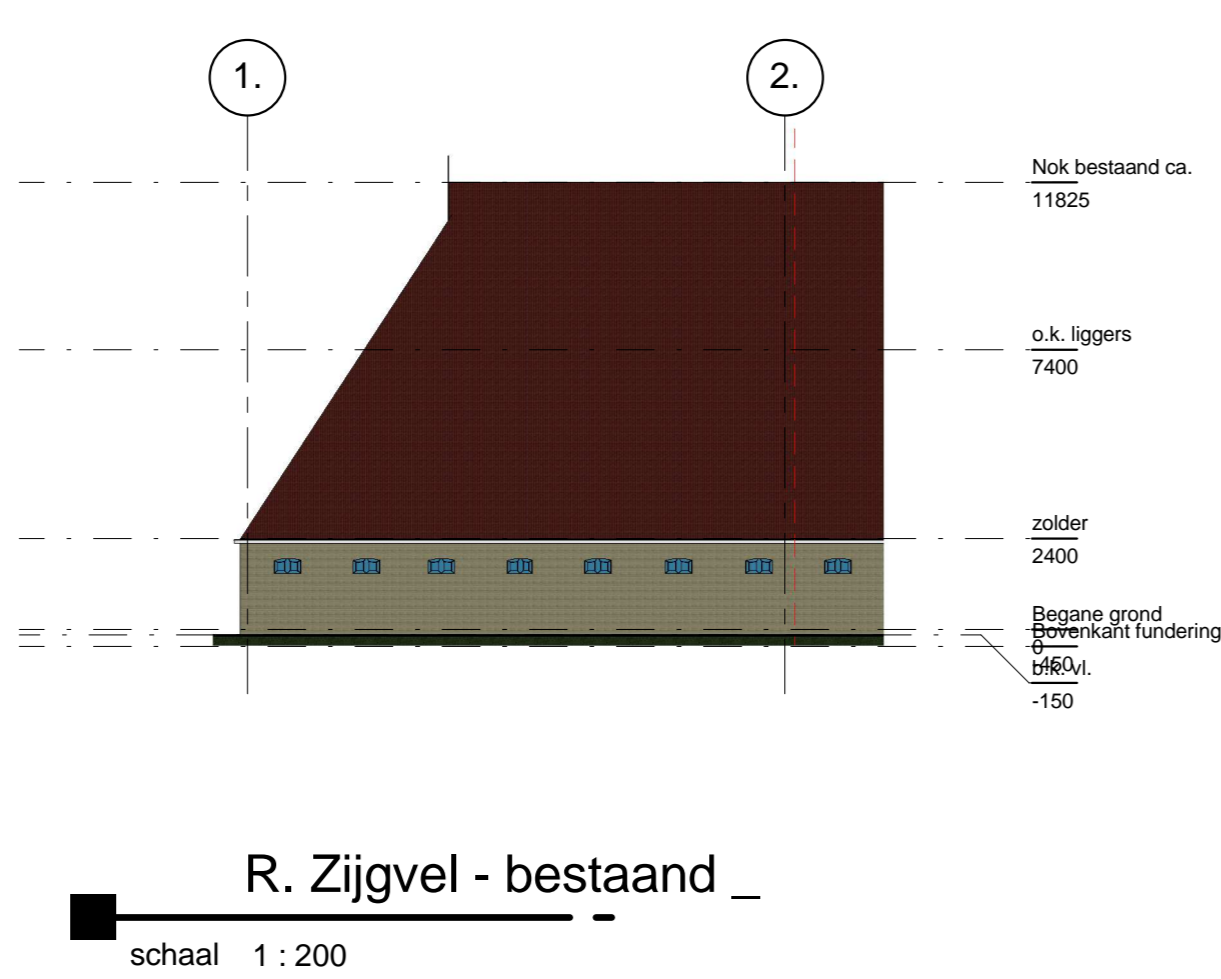 1.
2.
Nok bestaand ca.
11825
o.k. liggers
7400
zolder
2400
Begane grond
Bovenkant fundering
0
-450
b.k. vl.
-150
R. Zijgvel - bestaand _
schaal 1 : 200